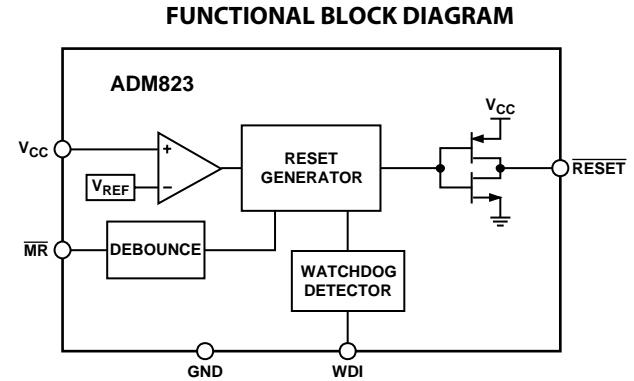 FUNCTIONAL BLOCK DIAGRAM
ADM823
VCC
VCC
+
RESET
GENERATOR
RESET
VREF
–
MR
DEBOUNCE
WATCHDOG
DETECTOR
GND
WDI